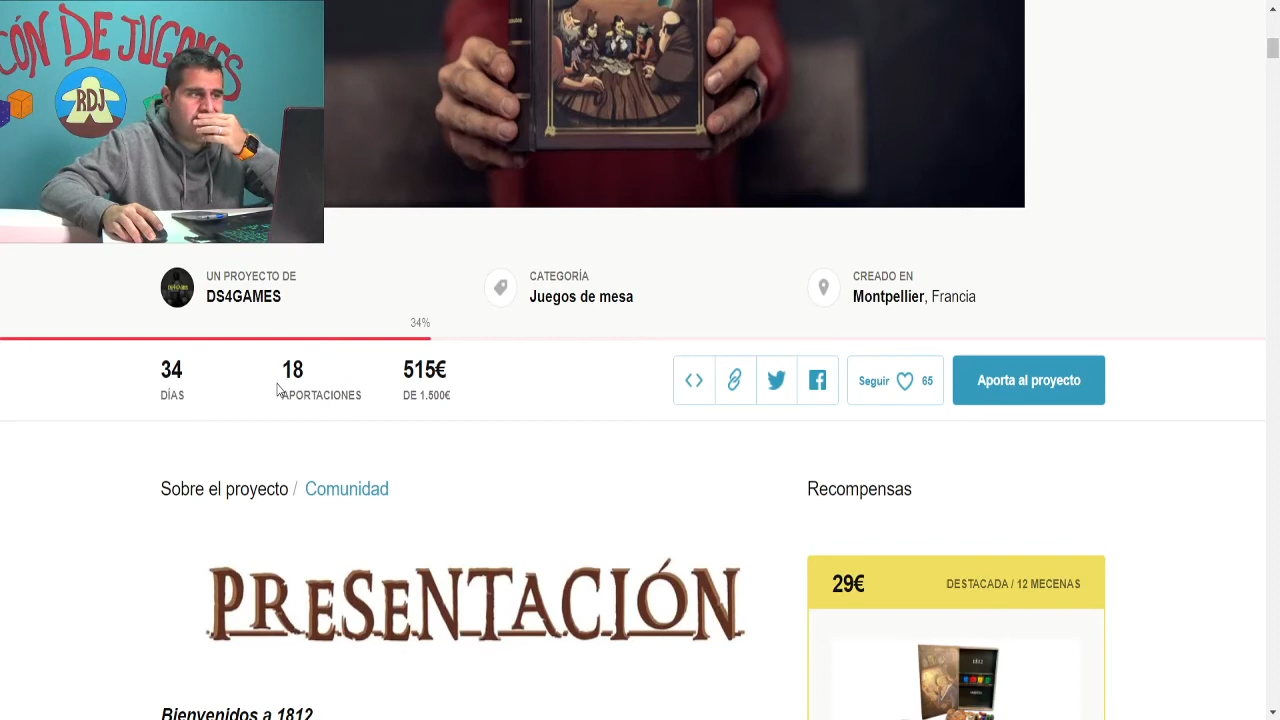 CÓN DE JUGONES
RDJ
UN PROYECTO DE
DS4GAMES
CATEGORÍA
Juegos de mesa
CREADO EN
Montpellier, Francia
34%
34
DÍAS
18
APORTACIONES
515€
DE 1.500€
Seguir
65
Aporta al proyecto
Sobre el proyecto / Comunidad
Recompensas
PRESENTACIÓN
29€
DESTACADA / 12 MECENAS
Bienvenidos a 1812